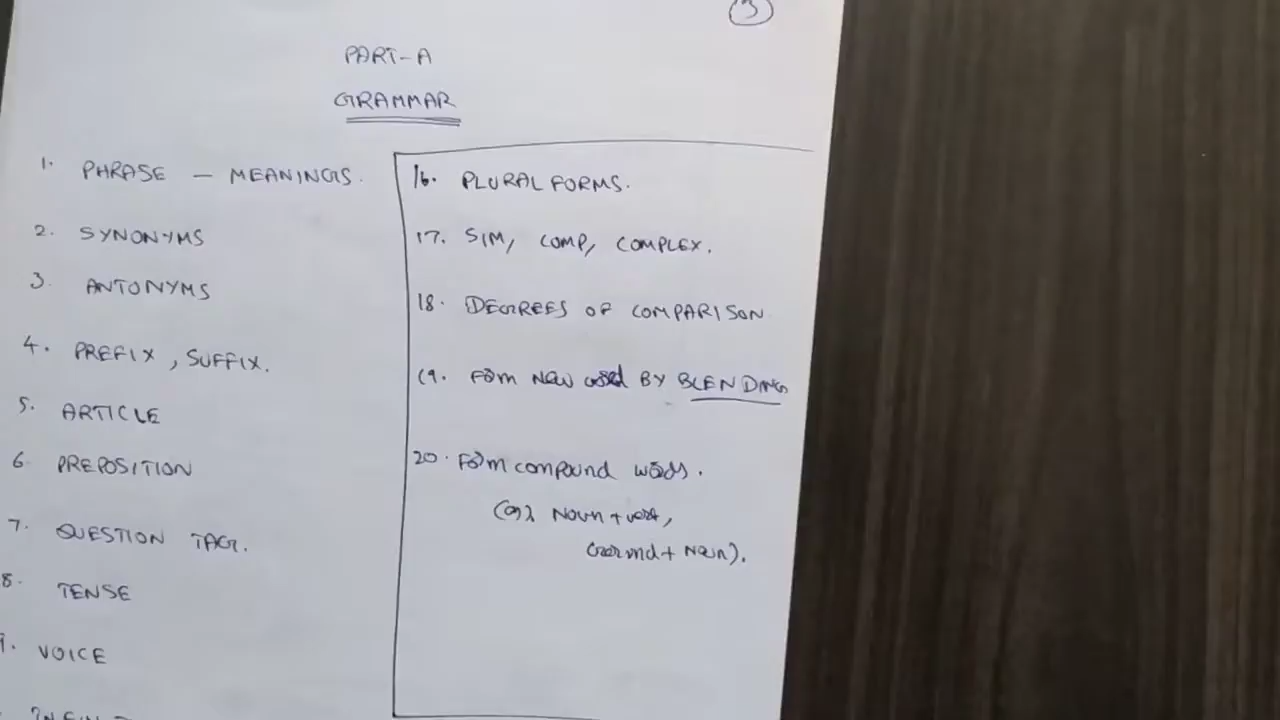 3
PART-A
GRAMMAR
1. PHRASE - MEANINGS.
2. SYNONYMS
3. ANTONYMS
4. PREFIX, SUFFIX.
5. ARTICLE
6. PREPOSITION
7. QUESTION TAG.
8. TENSE
9. VOICE
16. PLURAL FORMS.
17. SIM, COMP, COMPLEX.
18. DEGREES OF COMPARISON
19. Form New word BY BLENDING
20. Form compound words.
Noun + verb,
Gerund + Noun).